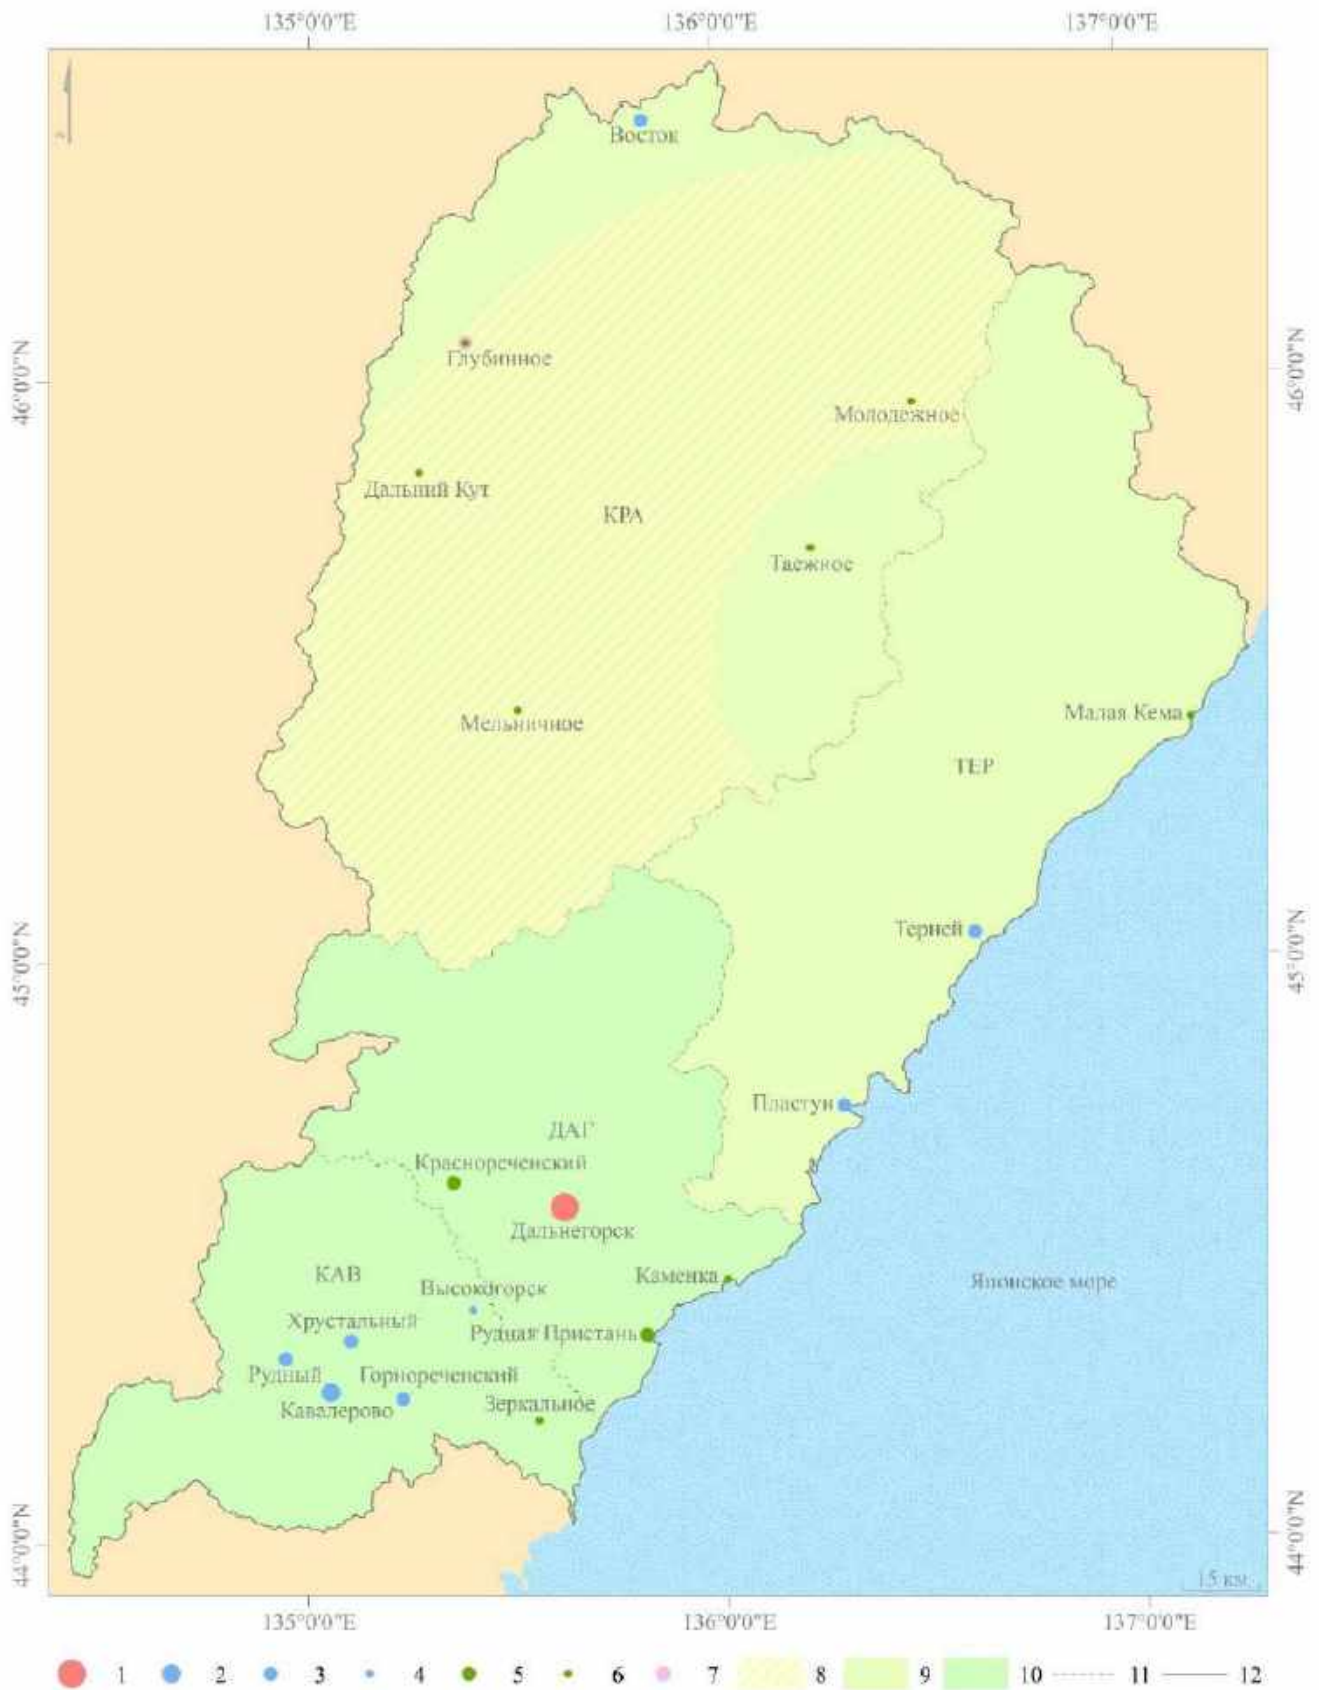 135°0'0"E 136°0'0"E 137°0'0"E
Восток
46°0'0"N 46°0'0"N
Глубинное
Молодежное
Дальний Кут
КРА
Таежное
Мельничное
Малая Кема
ТЕР
Терней
45°0'0"N 45°0'0"N
Пластун
ДАГ
Краснореченский
Дальнегорск
КАВ
Каменка
Японское море
Высокогорск
Хрустальный
Рудная Пристань
Рудный
Горнореченский
Кавалерово
Зеркальное
44°0'0"N 44°0'0"N
15 км
135°0'0"E 136°0'0"E 137°0'0"E
1 2 3 4 5 6 7 8 9 10 11 12